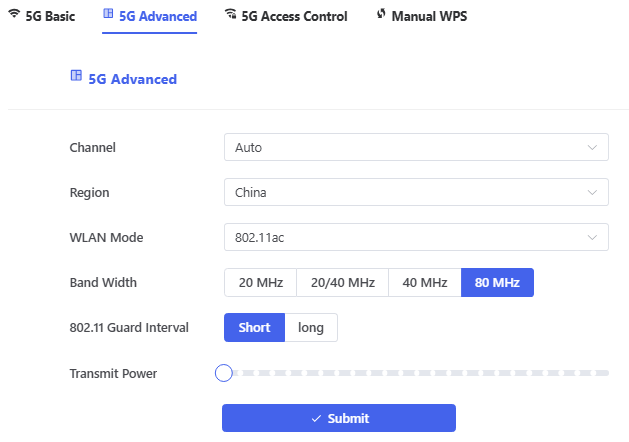 5G Basic 5G Advanced 5G Access Control Manual WPS
5G Advanced
Channel Auto
Region China
WLAN Mode 802.11ac
Band Width 20 MHz 20/40 MHz 40 MHz 80 MHz
802.11 Guard Interval Short long
Transmit Power
Submit